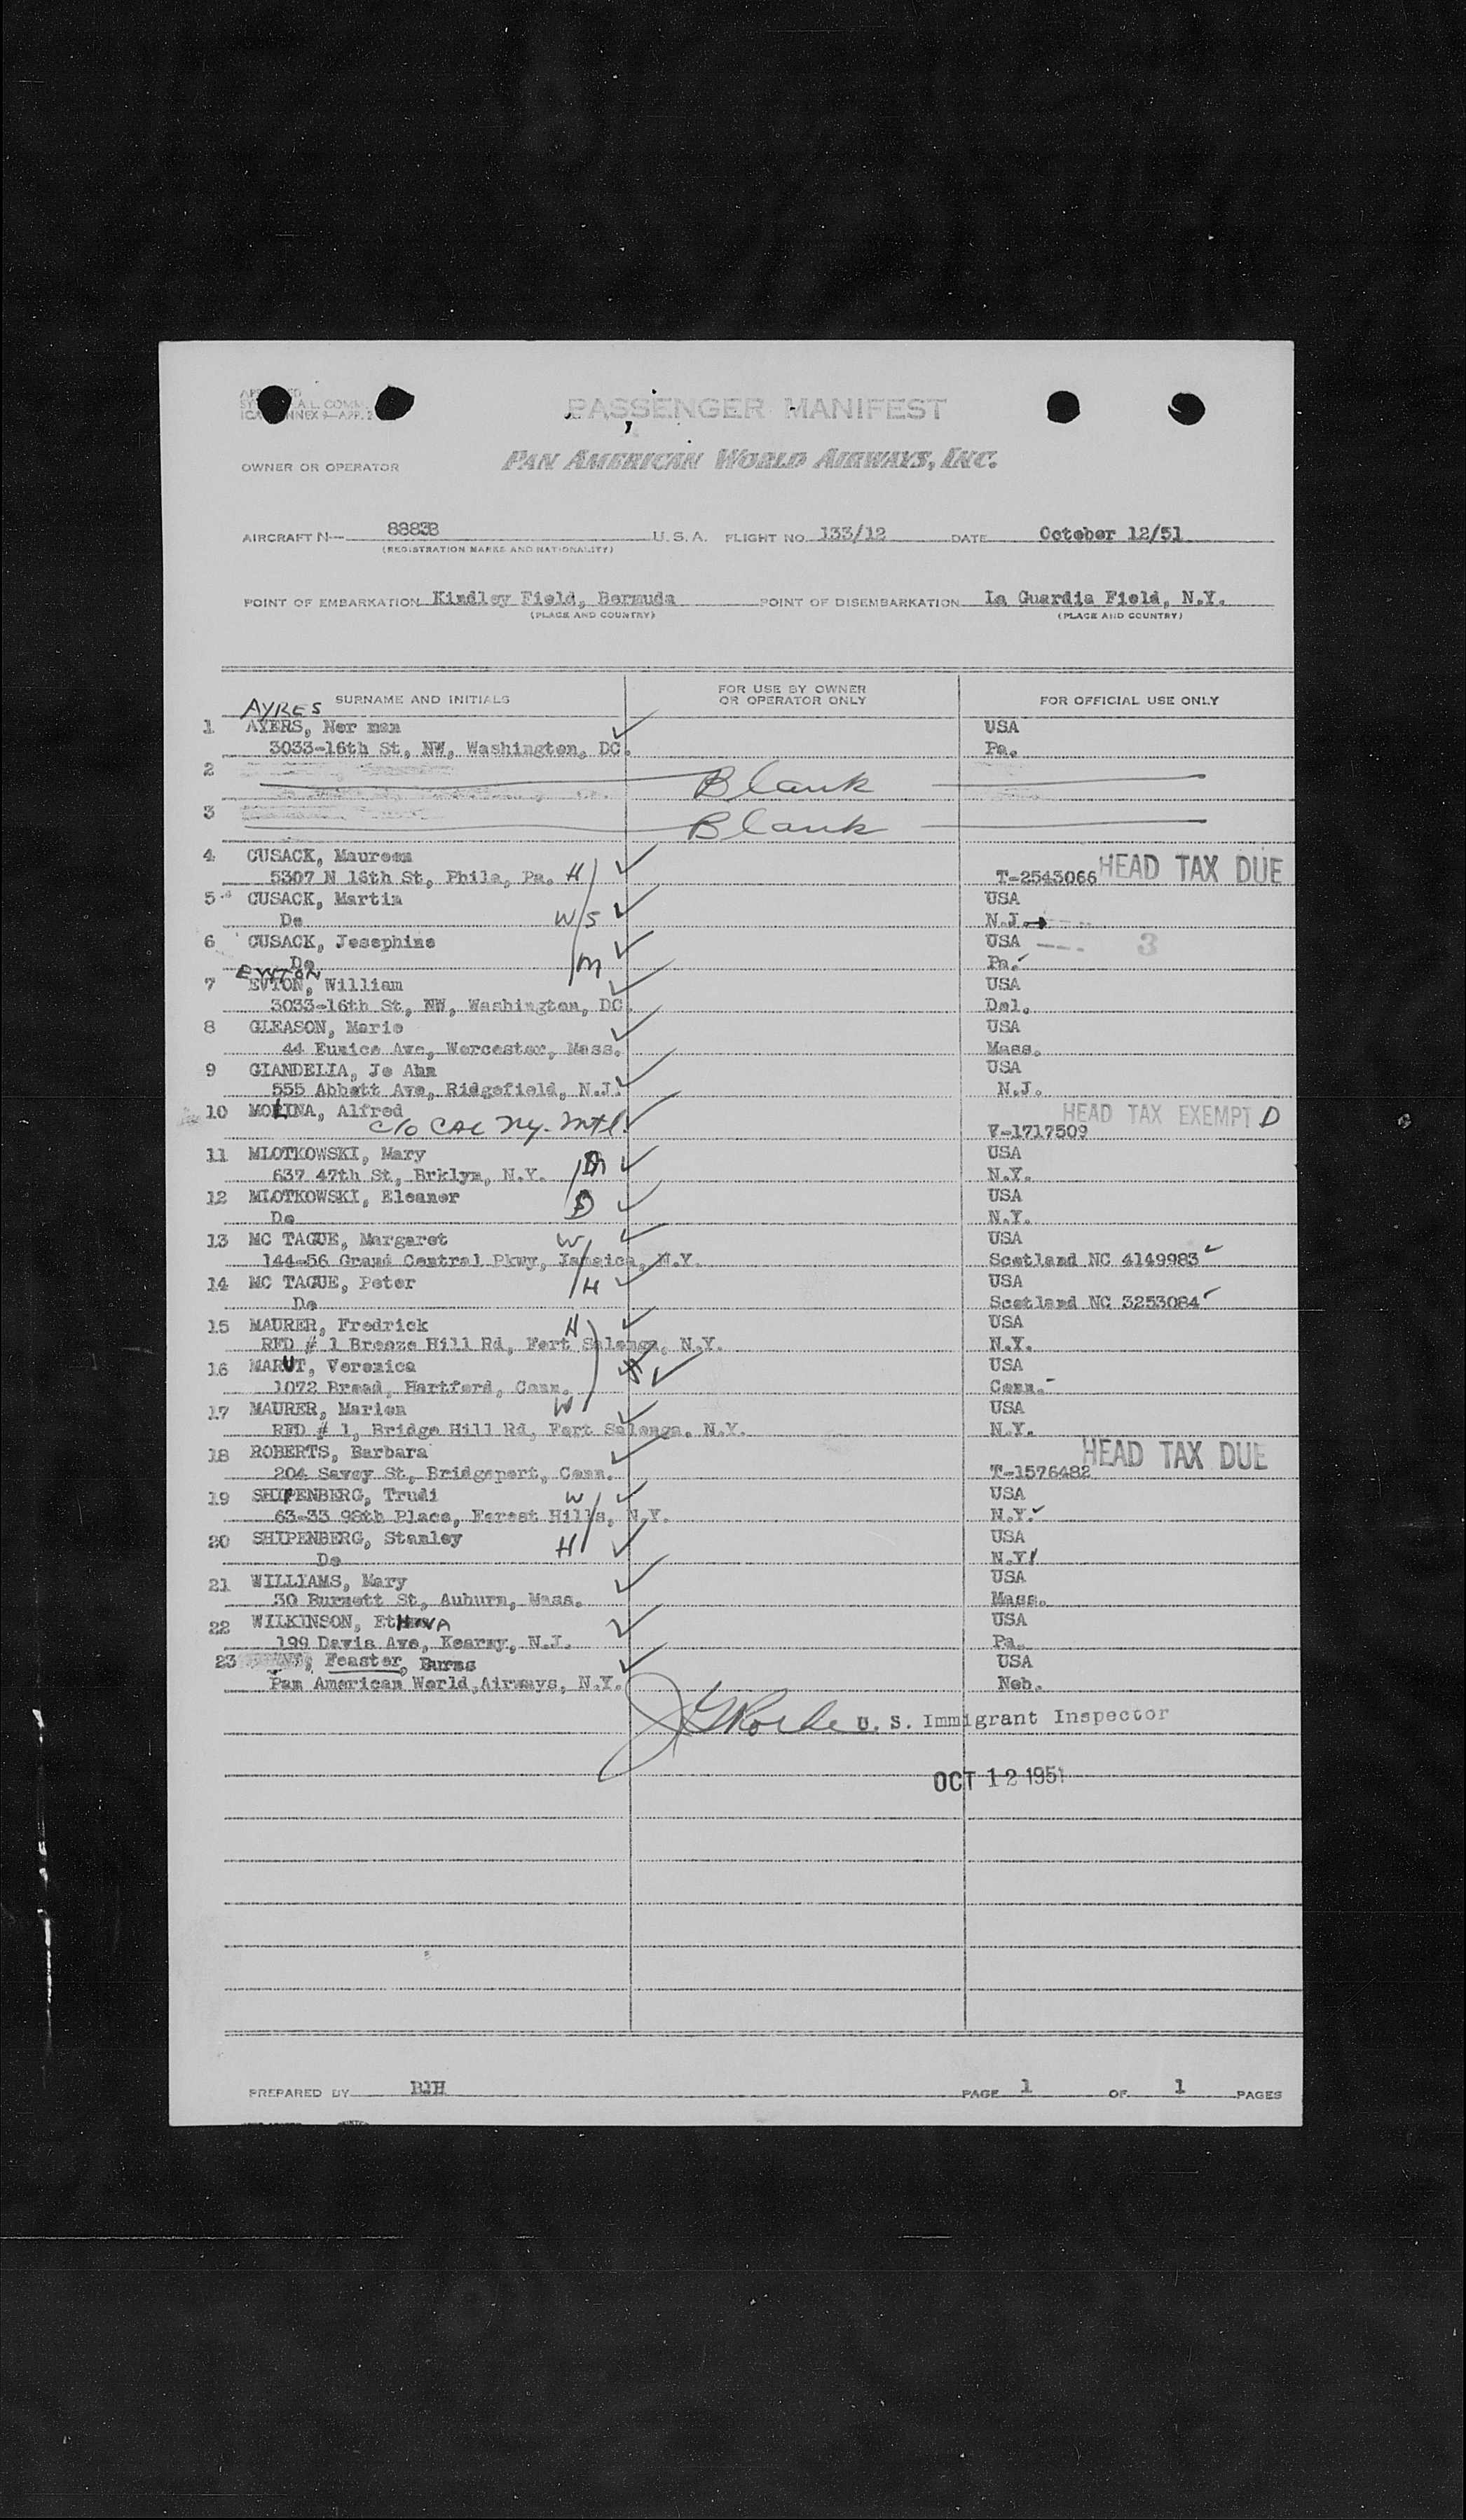 PASSENGER MANIFEST
OWNER OR OPERATOR PAN AMERICAN WORLD AIRWAYS, INC.
AIRCRAFT N— 88838 U.S.A. FLIGHT NO. 133/12 DATE October 12/51
(REGISTRATION MARKS AND NATIONALITY)
POINT OF EMBARKATION Kindley Field, Bermuda POINT OF DISEMBARKATION La Guardia Field, N.Y.
(PLACE AND COUNTRY) (PLACE AND COUNTRY)
SURNAME AND INITIALS FOR USE BY OWNER OR OPERATOR ONLY FOR OFFICIAL USE ONLY
AYRES
1 AYERS, Nor man USA
3033-16th St, NW, Washington, DC. Pa.
2 Blank
3 Blank
4 CUSACK, Maureen HEAD TAX DUE
5307 N 16th St, Phila, Pa. H T-2543066
5 CUSACK, Martin USA
Do W/S N.J.
6 CUSACK, Josephine USA 3
Do M Pa.
EWTON
7 EVTON, William USA
3033-16th St, NW, Washington, DC. Del.
8 GLEASON, Marie USA
44 Eunice Ave, Worcester, Mass. Mass.
9 GIANDELIA, Jo Ann USA
555 Abbott Ave, Ridgefield, N.J. N.J.
10 MOLINA, Alfred HEAD TAX EXEMPT D
c/o CAC Ny. Mtl. V-1717509
11 MLOTKOWSKI, Mary USA
637 47th St, Brklyn, N.Y. M N.Y.
12 MLOTKOWSKI, Eleanor D USA
Do N.Y.
13 MC TAGUE, Margaret W USA
144-56 Grand Central Pkwy, Jamaica, N.Y. Scotland NC 4149983
14 MC TAGUE, Peter H USA
Do Scotland NC 3253084
15 MAURER, Fredrick H USA
RFD # 1 Breeze Hill Rd, Fort Salonga, N.Y. N.Y.
16 MARUT, Veronica USA
1072 Broad, Hartford, Conn. Conn.
17 MAURER, Marion W USA
RFD # 1, Bridge Hill Rd, Fort Salonga, N.Y. N.Y.
18 ROBERTS, Barbara HEAD TAX DUE
204 Savoy St, Bridgeport, Conn. T-1576482
19 SHIPENBERG, Trudi W USA
63-33 98th Place, Forest Hills, N.Y. N.Y.
20 SHIPENBERG, Stanley H USA
Do N.Y.
21 WILLIAMS, Mary USA
30 Burnett St, Auburn, Mass. Mass.
22 WILKINSON, Ethna VA USA
199 Davis Ave, Kearny, N.J. Pa.
23 Feaster, Burns USA
Pan American World Airways, N.Y. Neb.
U. S. Immigrant Inspector
OCT 12 1951
PREPARED BY BJH PAGE 1 OF 1 PAGES